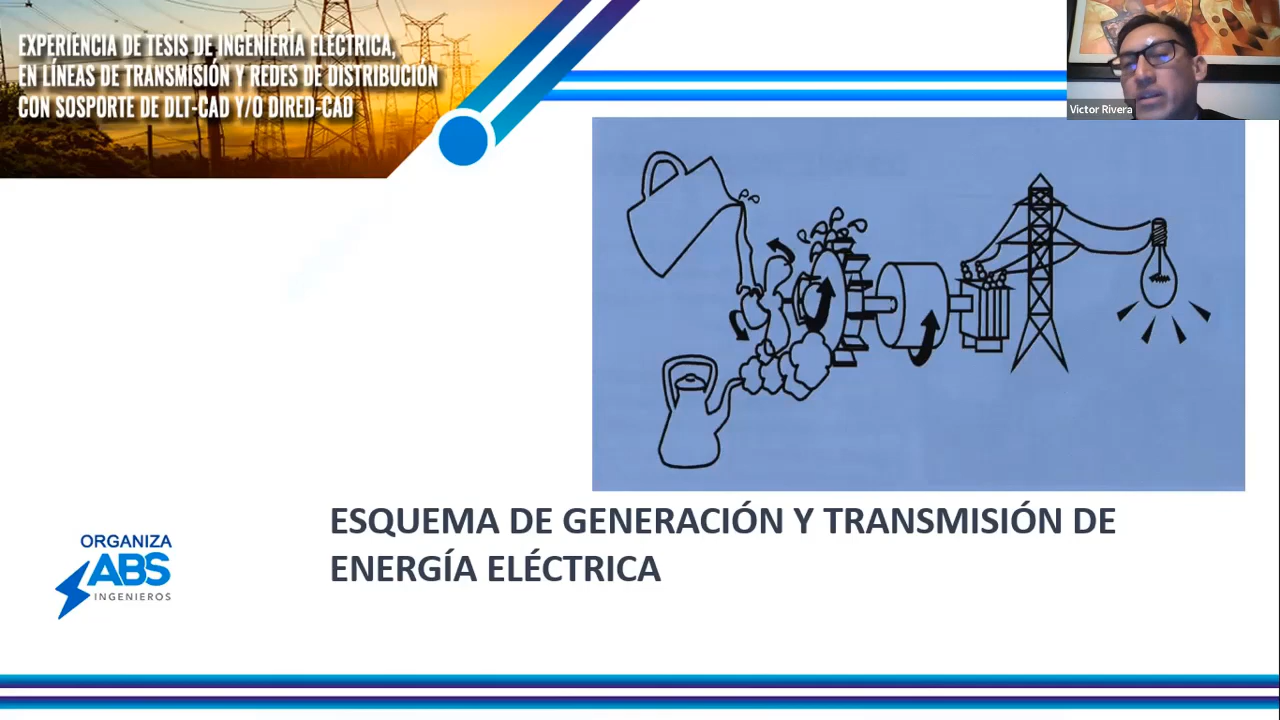 EXPERIENCIA DE TESIS DE INGENIERÍA ELÉCTRICA,
EN LÍNEAS DE TRANSMISIÓN Y REDES DE DISTRIBUCIÓN
CON SOSPORTE DE DLT-CAD Y/O DIRED-CAD
Victor Rivera
ESQUEMA DE GENERACIÓN Y TRANSMISIÓN DE
ENERGÍA ELÉCTRICA
ORGANIZA
ABS
INGENIEROS